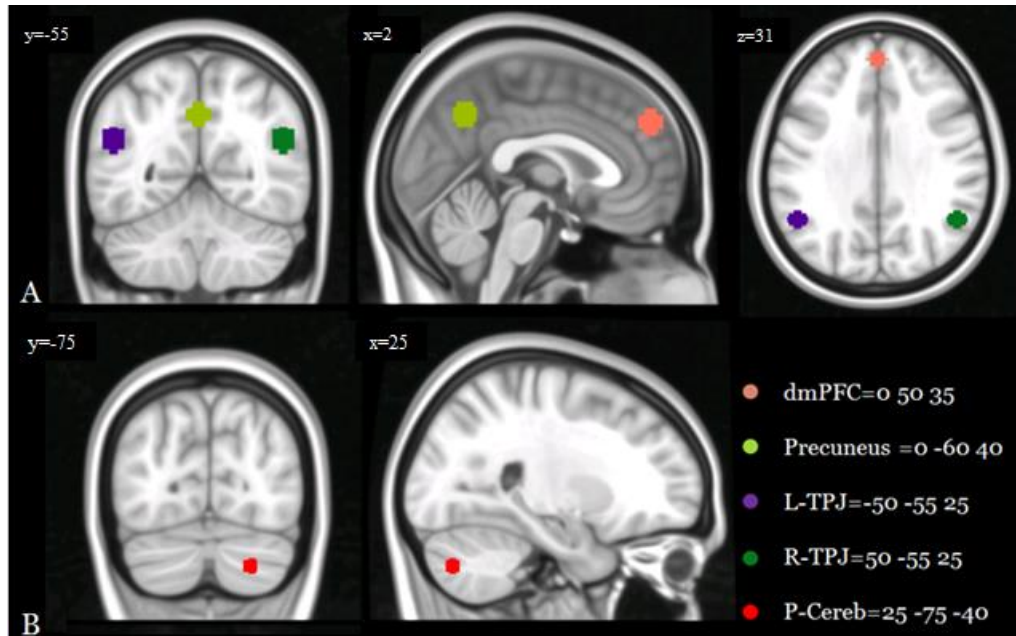 y=-55
x=2
z=31
A
y=-75
x=25
dmPFC=0 50 35
Precuneus =0 -60 40
L-TPJ=-50 -55 25
R-TPJ=50 -55 25
P-Cereb=25 -75 -40
B